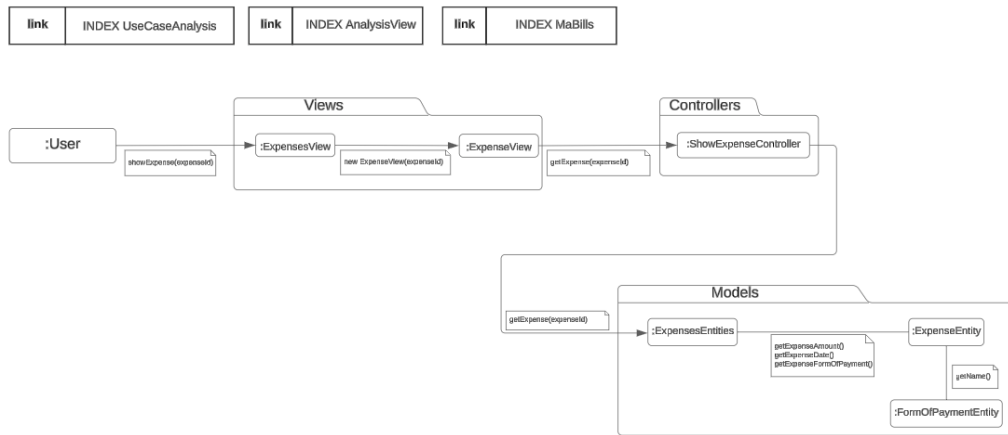 link INDEX UseCaseAnalysis
link INDEX AnalysisView
link INDEX MaBills
Views
Controllers
:User
showExpense(expenseId)
:ExpensesView
new ExpenseView(expenseId)
:ExpenseView
getExpense(expenseId)
:ShowExpenseController
Models
getExpense(expenseId)
:ExpensesEntities
getExpenseAmount()
getExpenseDate()
getExpenseFormOfPayment()
:ExpenseEntity
getName()
:FormOfPaymentEntity